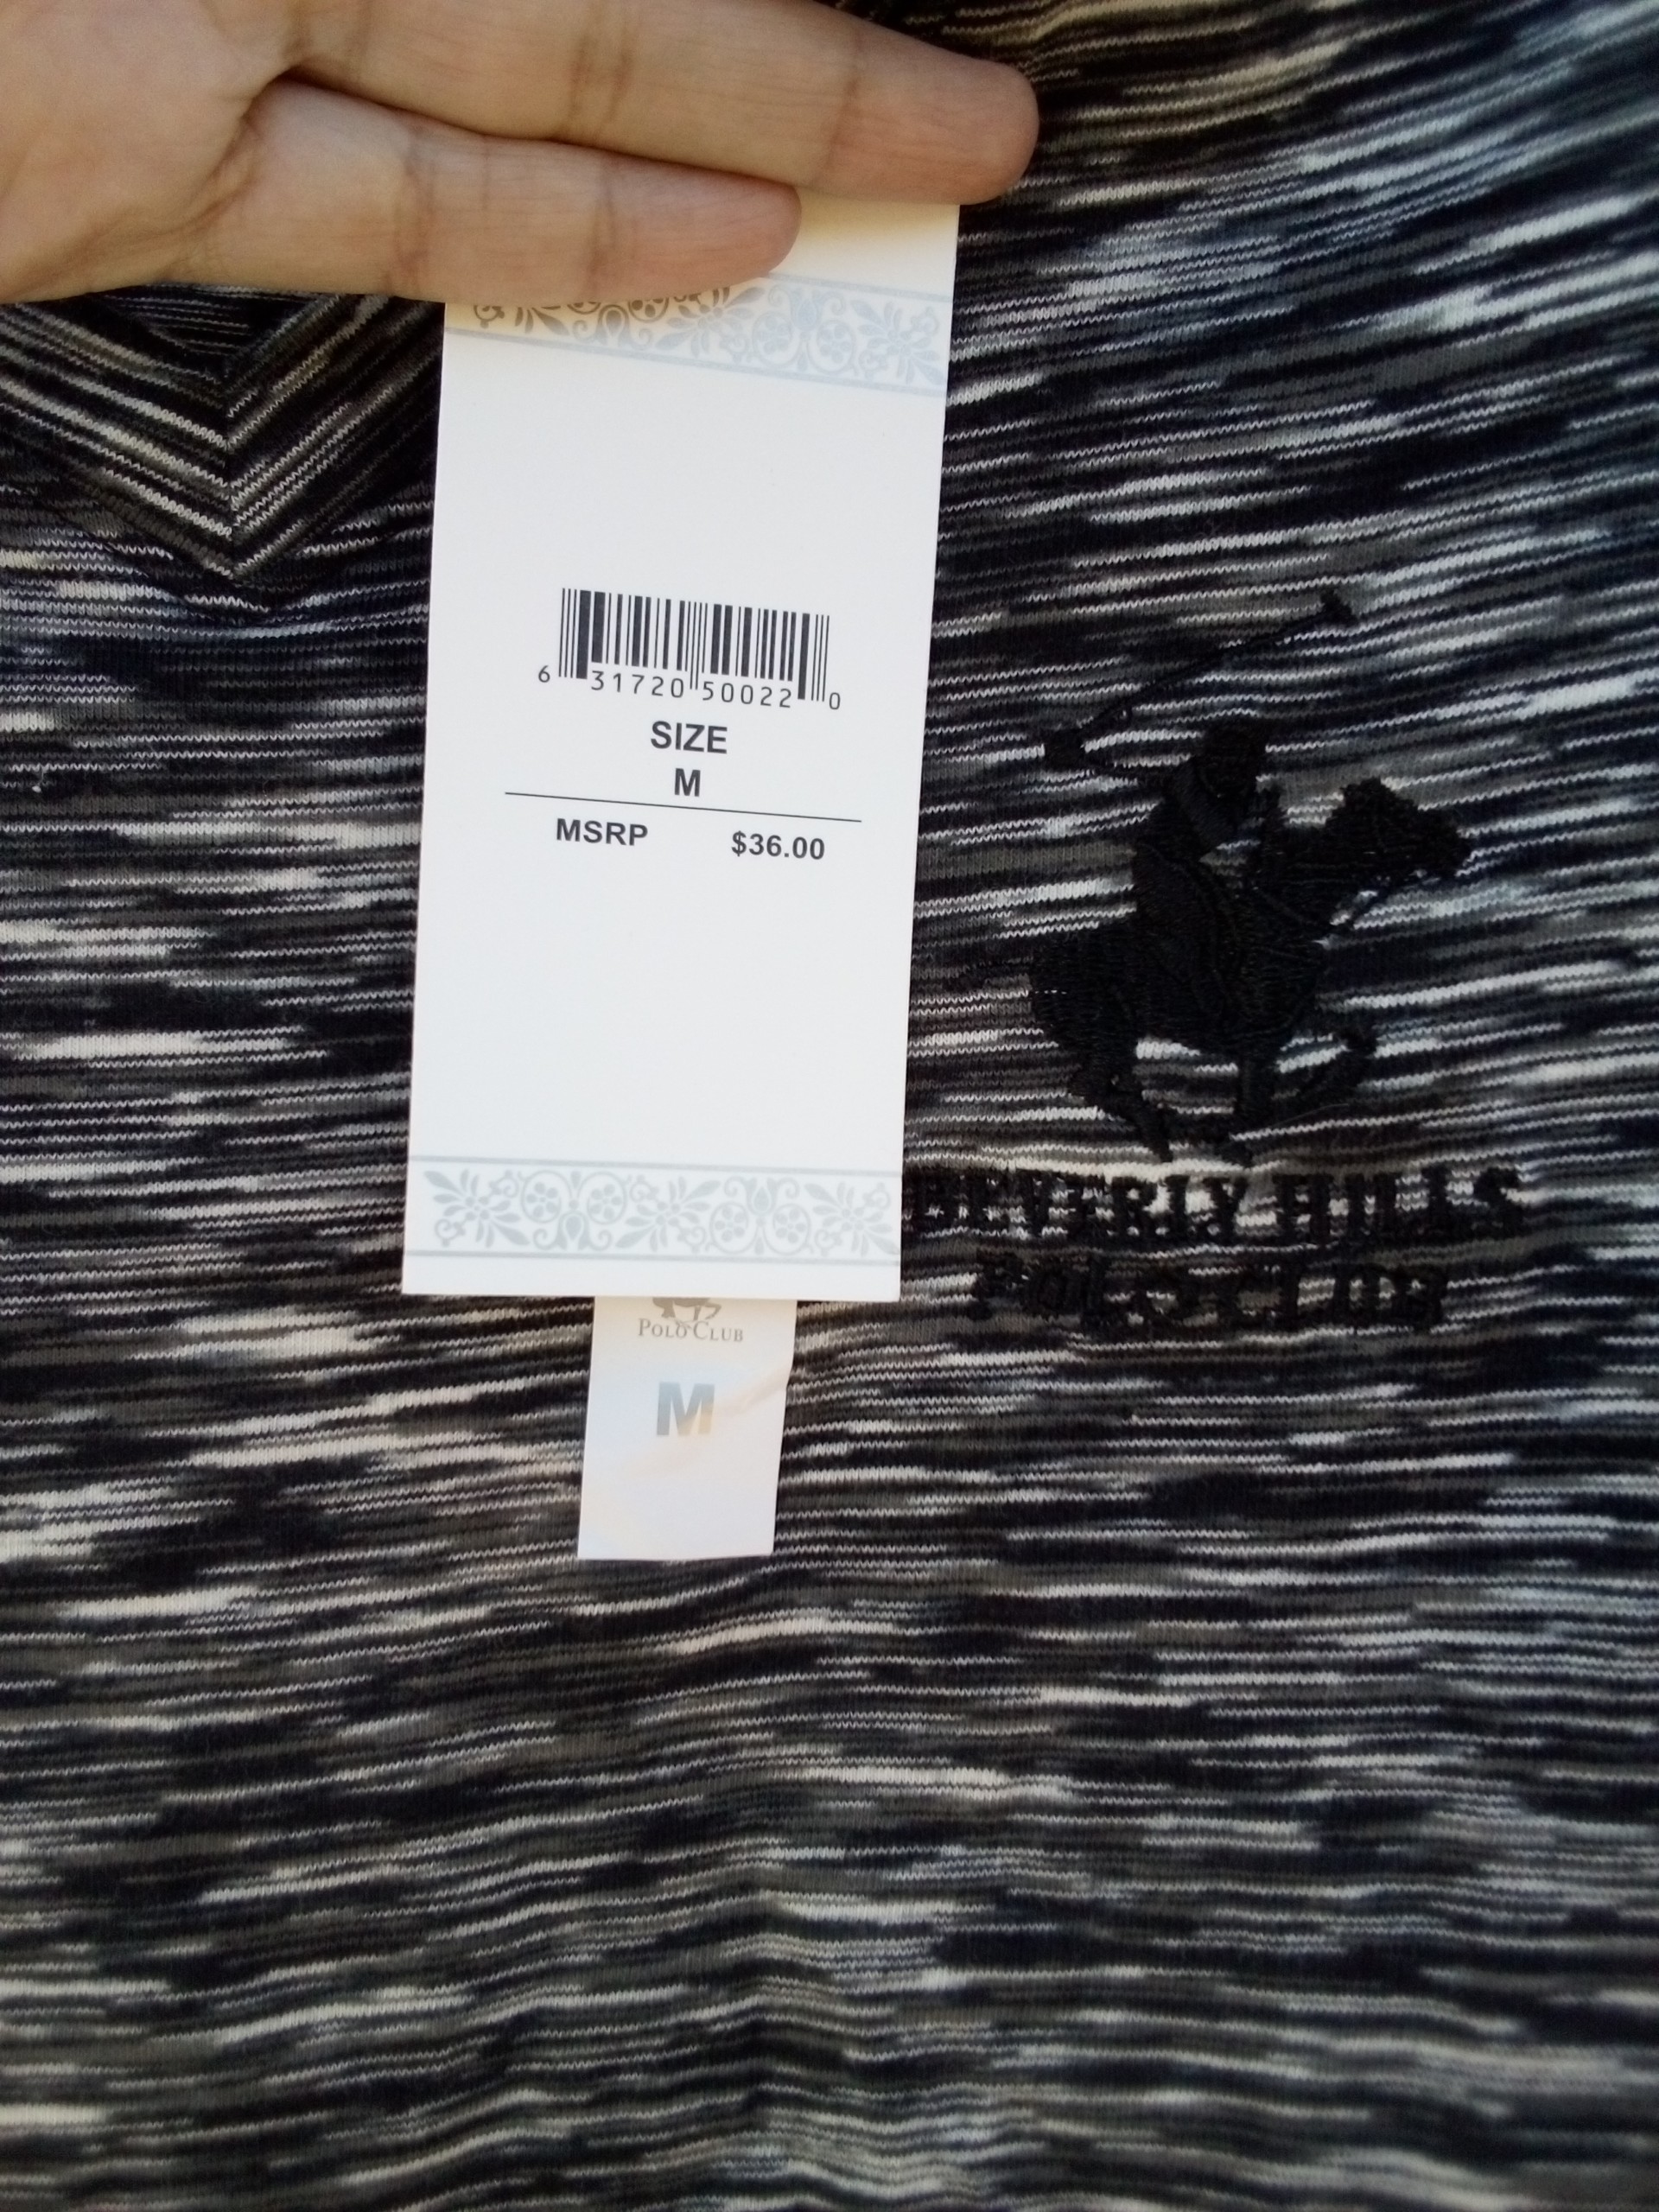 6 31720 50022 0
SIZE
M
MSRP $36.00
BEVERLY HILLS
POLO CLUB
POLO CLUB
M